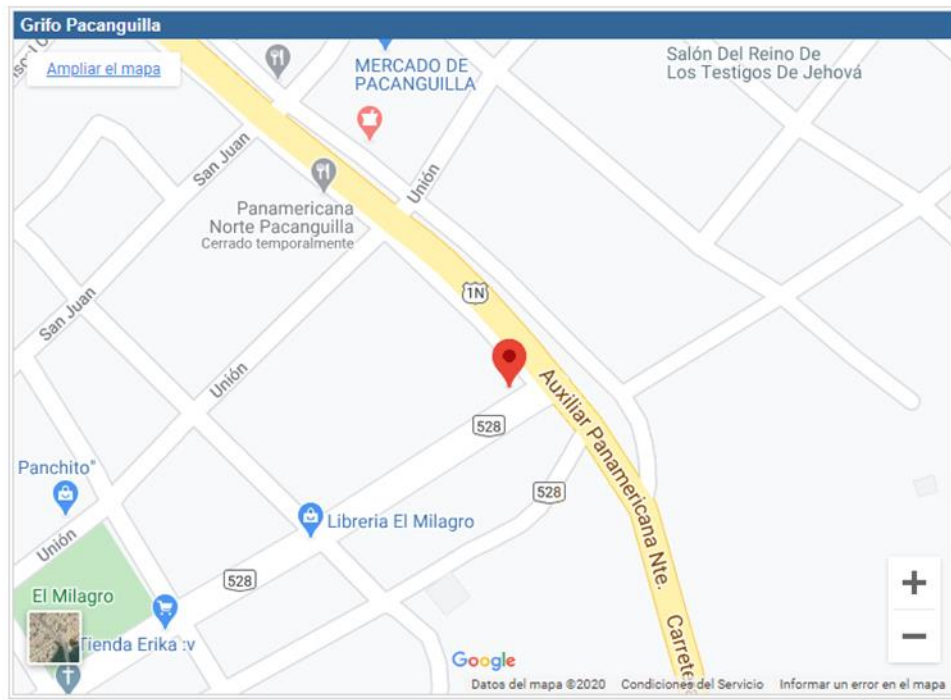 Grifo Pacanguilla
Ampliar el mapa
MERCADO DE
PACANGUILLA
Salón Del Reino De
Los Testigos De Jehová
San Juan
Unión
Panamericana
Norte Pacanguilla
Cerrado temporalmente
1N
San Juan
Unión
Auxiliar Panamericana Nte.
528
Panchito"
528
Libreria El Milagro
Unión
528
El Milagro
Tienda Erika :v
Carrete
+
−
Google
Datos del mapa ©2020
Condiciones del Servicio
Informar un error en el mapa